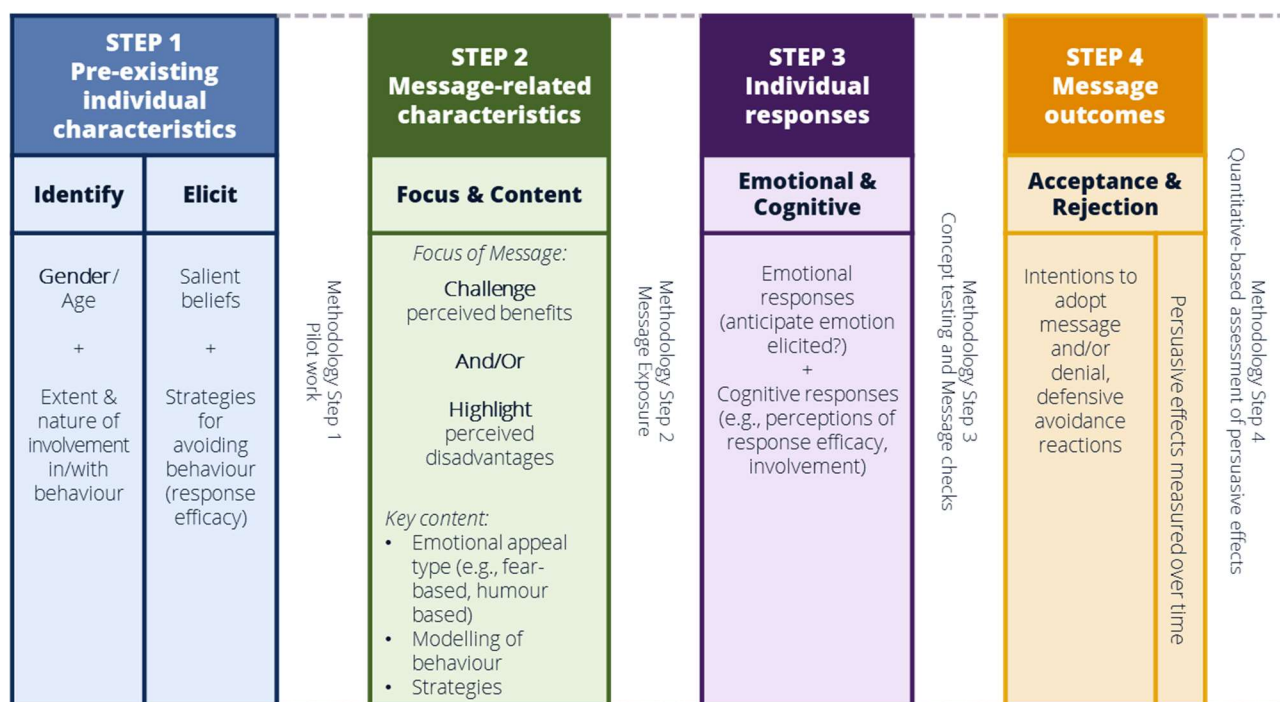 STEP 1
Pre-existing
individual
characteristics
Identify
Elicit
Gender/
Age
+
Extent &
nature of
involvement
in/with
behaviour
Salient
beliefs
+
Strategies
for
avoiding
behaviour
(response
efficacy)
Methodology Step 1
Pilot work
STEP 2
Message-related
characteristics
Focus & Content
Focus of Message:
Challenge
perceived benefits
And/Or
Highlight
perceived
disadvantages
Key content:
• Emotional appeal
type (e.g., fear-
based, humour
based)
• Modelling of
behaviour
• Strategies
Methodology Step 2
Message Exposure
STEP 3
Individual
responses
Emotional &
Cognitive
Emotional
responses
(anticipate emotion
elicited?)
+
Cognitive responses
(e.g., perceptions of
response efficacy,
involvement)
Methodology Step 3
Concept testing and Message checks
STEP 4
Message
outcomes
Acceptance &
Rejection
Intentions to
adopt
message
and/or
denial,
defensive
avoidance
reactions
Persuasive effects measured over time
Methodology Step 4
Quantitative-based assessment of persuasive effects